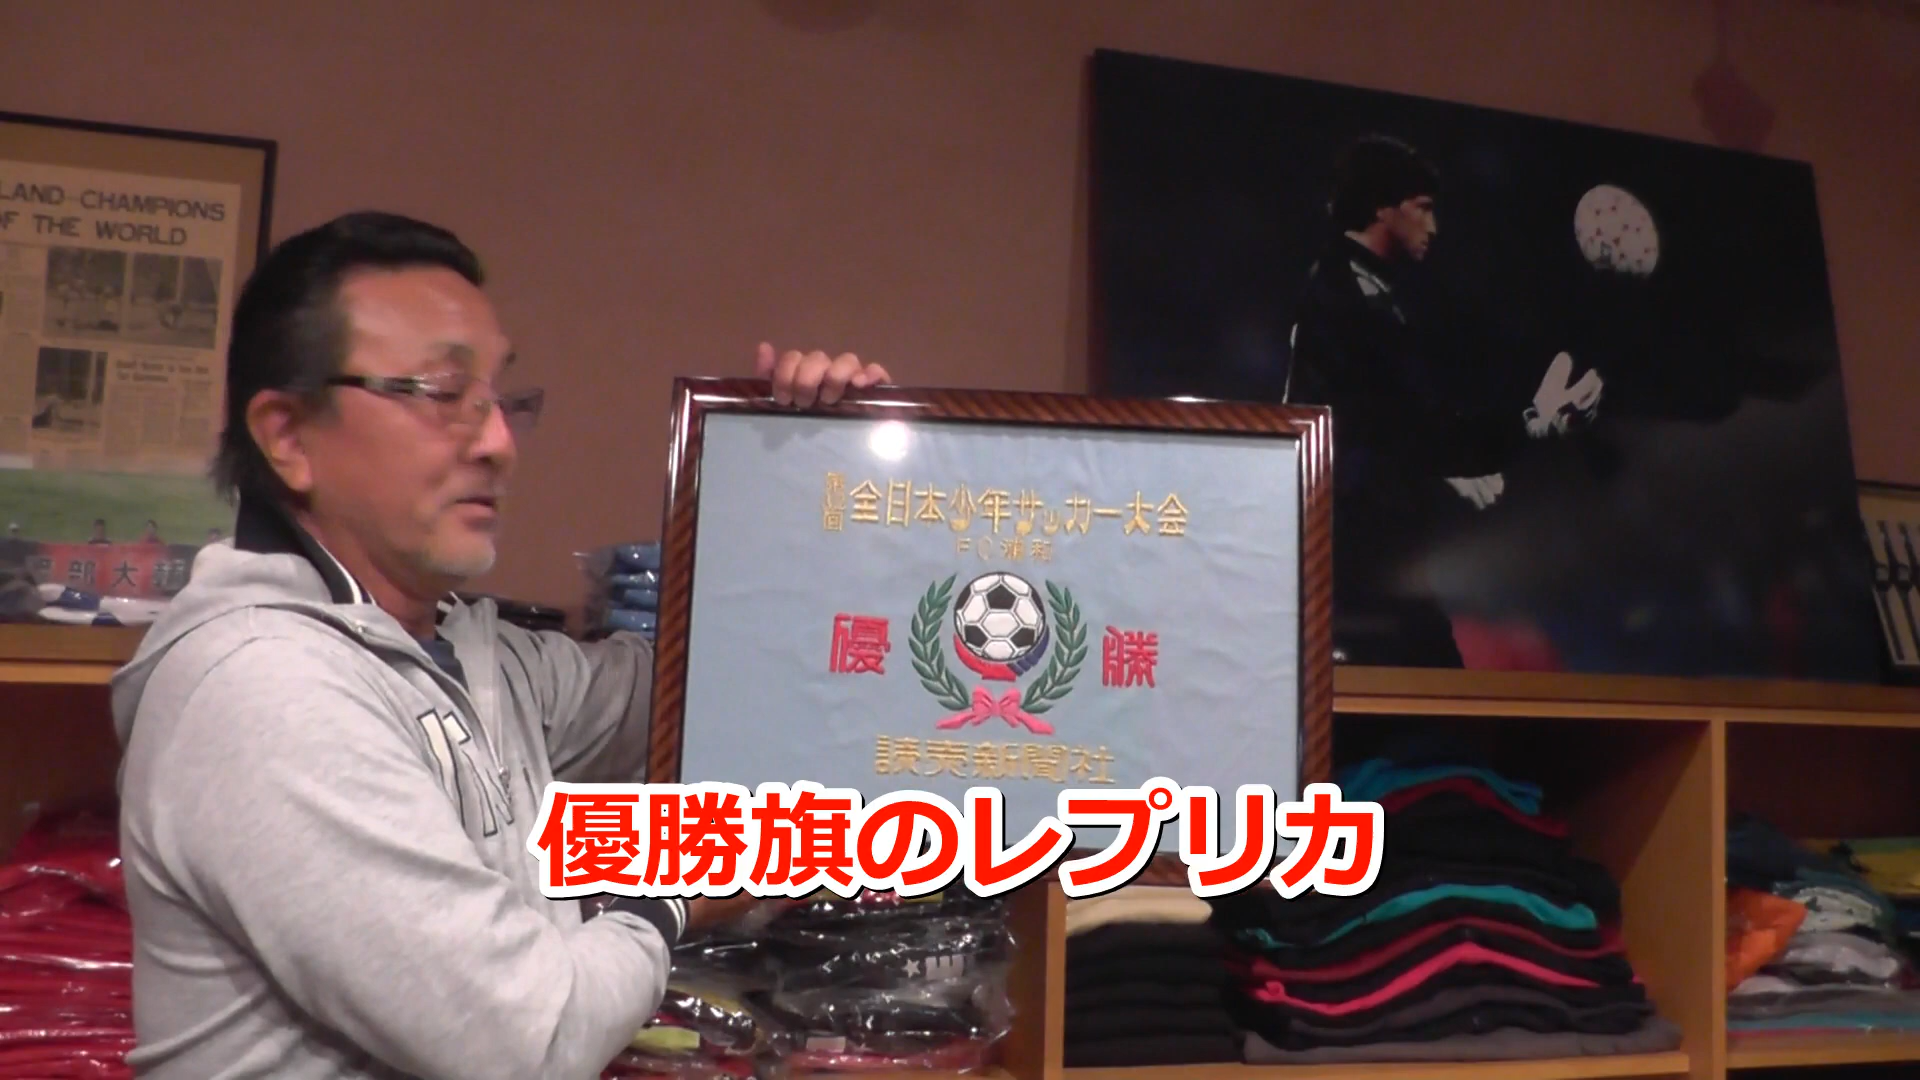 LAND-CHAMPIONS
OF THE WORLD
全日本少年サッカー大会
FC浦和
優勝
読売新聞社
優勝旗のレプリカ